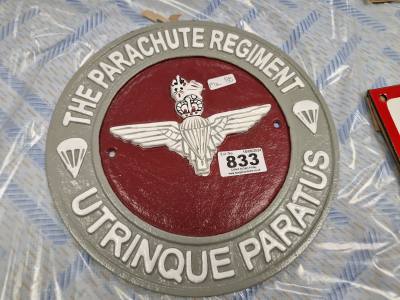 THE PARACHUTE REGIMENT
833
UTRINQUE PARATUS